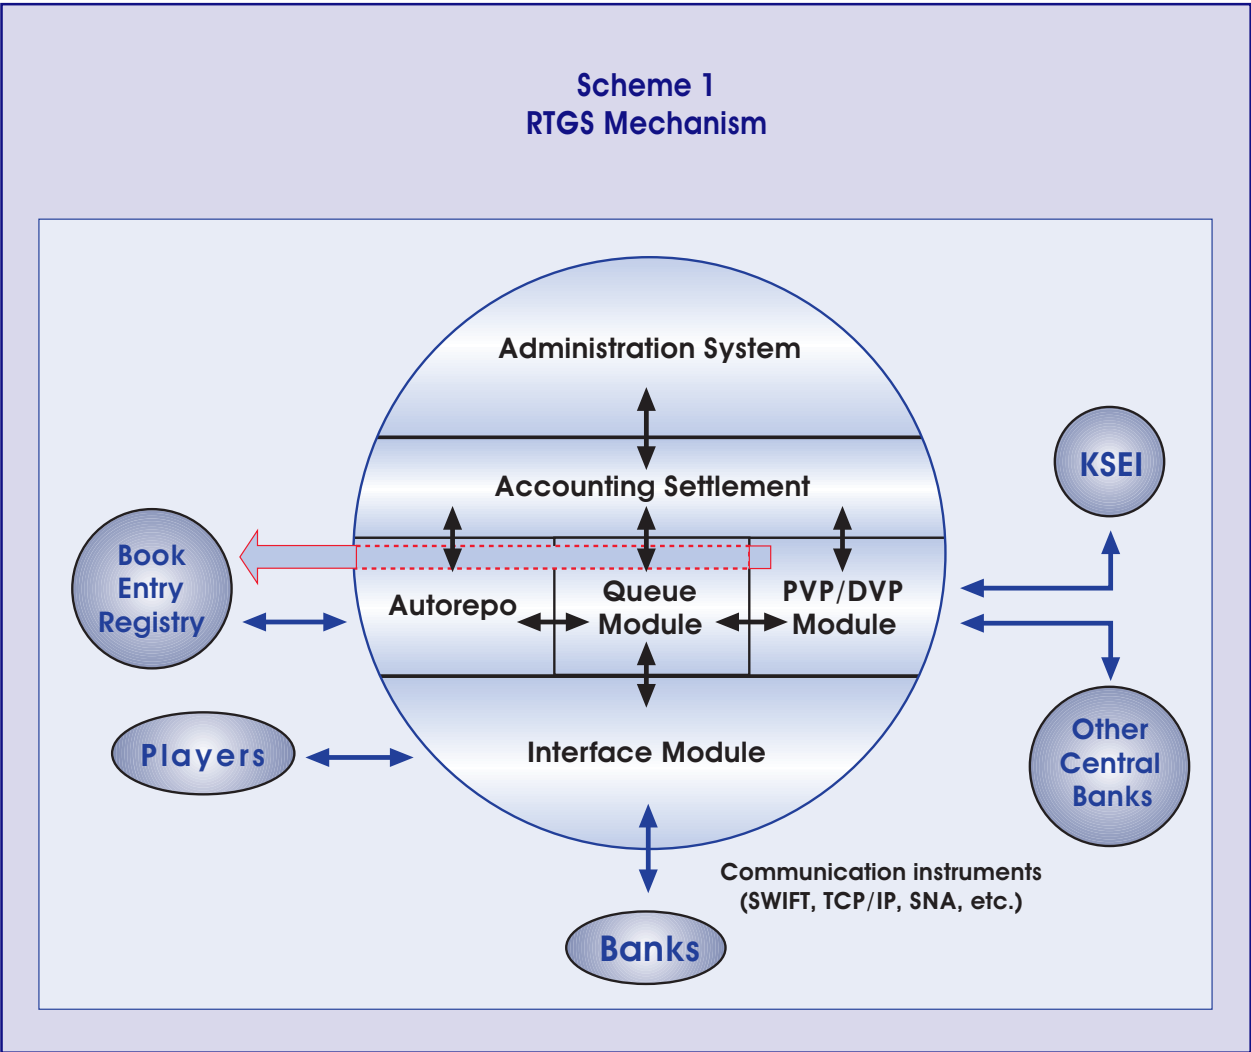 Scheme 1
RTGS Mechanism
Administration System
Accounting Settlement
KSEI
Book
Entry
Registry
Autorepo
Queue
Module
PVP/DVP
Module
Players
Interface Module
Other
Central
Banks
Communication instruments
(SWIFT, TCP/IP, SNA, etc.)
Banks